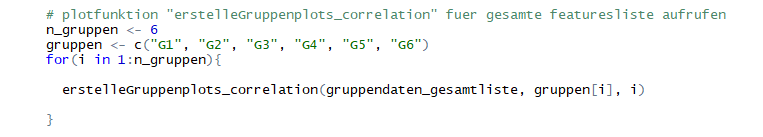 # plotfunktion "erstelleGruppenplots_correlation" fuer gesamte featuresliste aufrufen
n_gruppen <- 6
gruppen <- c("G1", "G2", "G3", "G4", "G5", "G6")
for(i in 1:n_gruppen){
erstelleGruppenplots_correlation(gruppendaten_gesamtliste, gruppen[i], i)
}